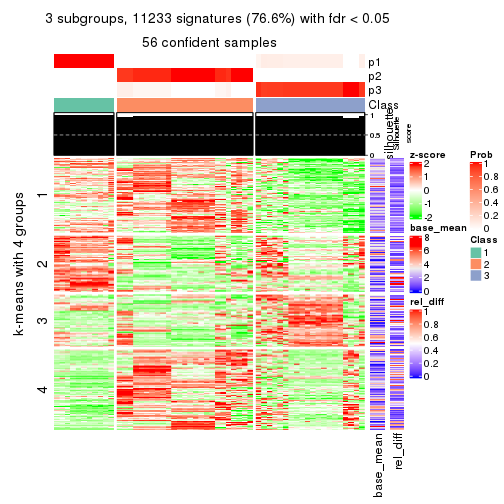 3 subgroups, 11233 signatures (76.6%) with fdr < 0.05
56 confident samples
p1
p2
p3
Class
1
0.5
0
silhouette
Silhouette
score
k-means with 4 groups
1
2
3
4
base_mean
rel_diff
z-score
2
1
0
-1
-2
base_mean
8
6
4
2
0
rel_diff
1
0.8
0.6
0.4
0.2
0
Prob
1
0.8
0.6
0.4
0.2
0
Class
1
2
3